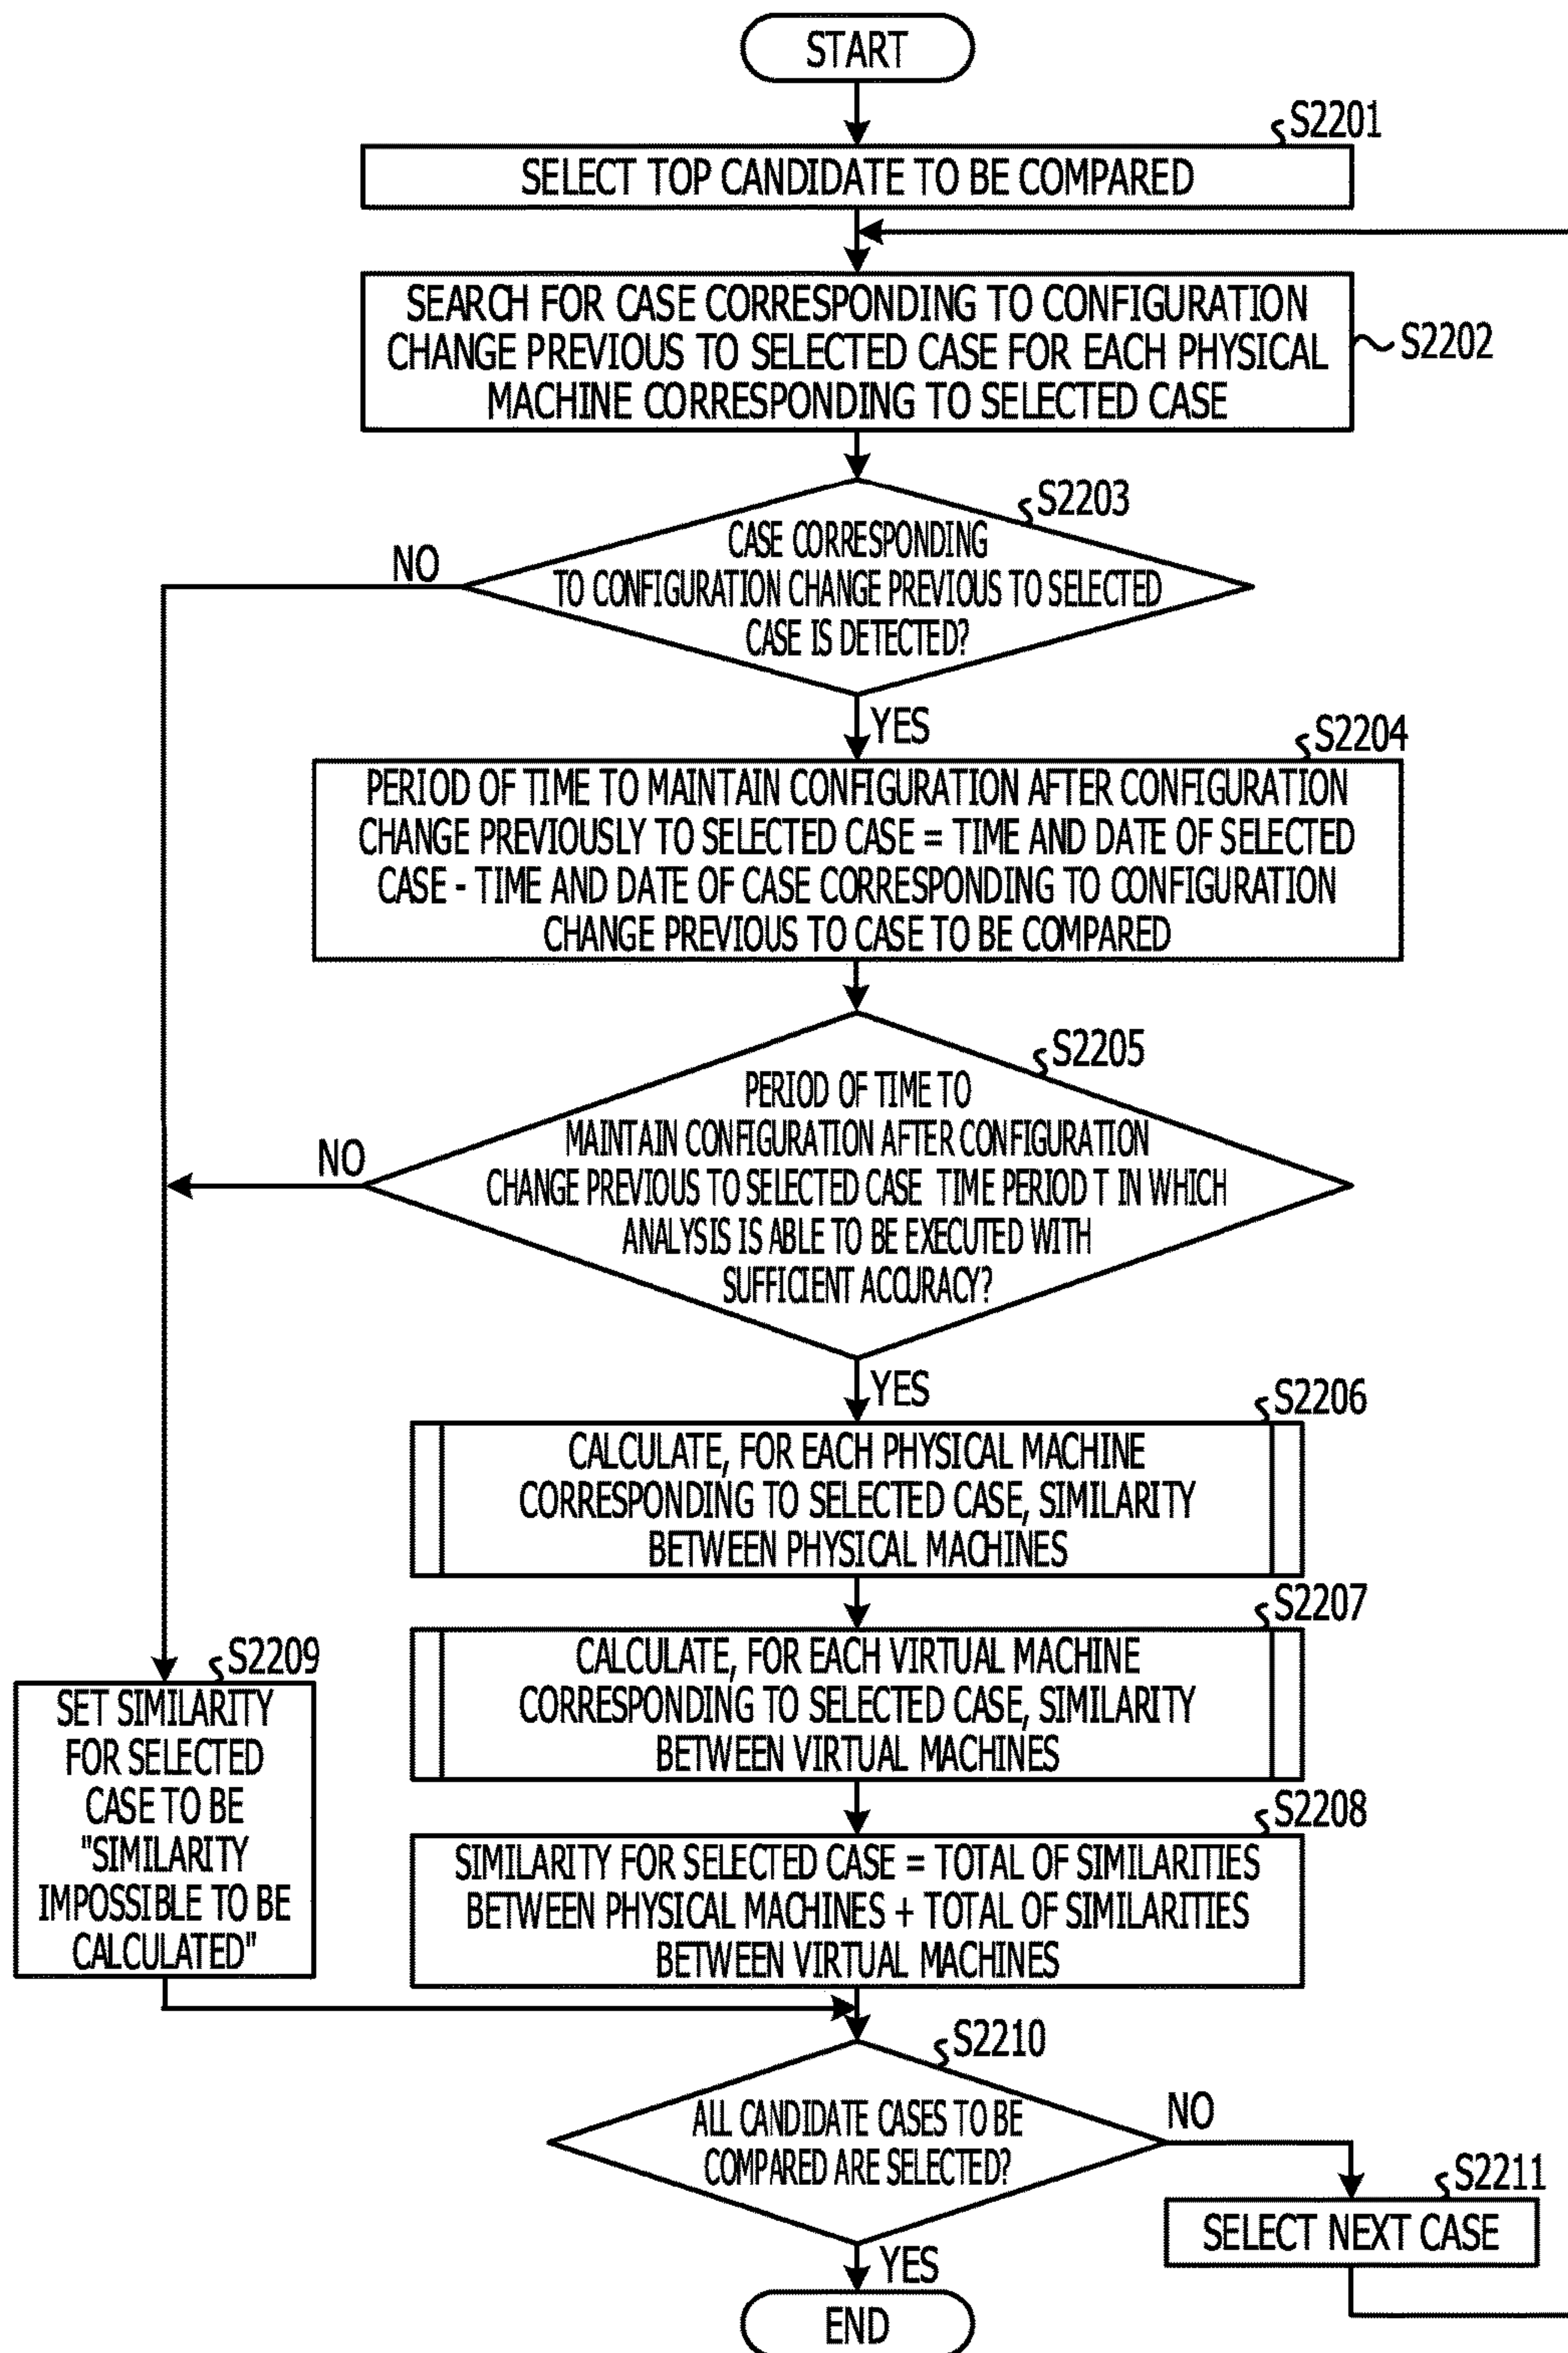 START
S2201
SELECT TOP CANDIDATE TO BE COMPARED
SEARCH FOR CASE CORRESPONDING TO CONFIGURATION
CHANGE PREVIOUS TO SELECTED CASE FOR EACH PHYSICAL
MACHINE CORRESPONDING TO SELECTED CASE
S2202
S2203
CASE CORRESPONDING
TO CONFIGURATION CHANGE PREVIOUS TO SELECTED
CASE IS DETECTED?
NO
YES
S2204
PERIOD OF TIME TO MAINTAIN CONFIGURATION AFTER CONFIGURATION
CHANGE PREVIOUSLY TO SELECTED CASE = TIME AND DATE OF SELECTED
CASE - TIME AND DATE OF CASE CORRESPONDING TO CONFIGURATION
CHANGE PREVIOUS TO CASE TO BE COMPARED
S2205
PERIOD OF TIME TO
MAINTAIN CONFIGURATION AFTER CONFIGURATION
CHANGE PREVIOUS TO SELECTED CASE TIME PERIOD T IN WHICH
ANALYSIS IS ABLE TO BE EXECUTED WITH
SUFFICIENT ACCURACY?
NO
YES
S2206
CALCULATE, FOR EACH PHYSICAL MACHINE
CORRESPONDING TO SELECTED CASE, SIMILARITY
BETWEEN PHYSICAL MACHINES
S2207
CALCULATE, FOR EACH VIRTUAL MACHINE
CORRESPONDING TO SELECTED CASE, SIMILARITY
BETWEEN VIRTUAL MACHINES
S2209
SET SIMILARITY
FOR SELECTED
CASE TO BE
"SIMILARITY
IMPOSSIBLE TO BE
CALCULATED"
S2208
SIMILARITY FOR SELECTED CASE = TOTAL OF SIMILARITIES
BETWEEN PHYSICAL MACHINES + TOTAL OF SIMILARITIES
BETWEEN VIRTUAL MACHINES
S2210
ALL CANDIDATE CASES TO BE
COMPARED ARE SELECTED?
NO
S2211
SELECT NEXT CASE
YES
END